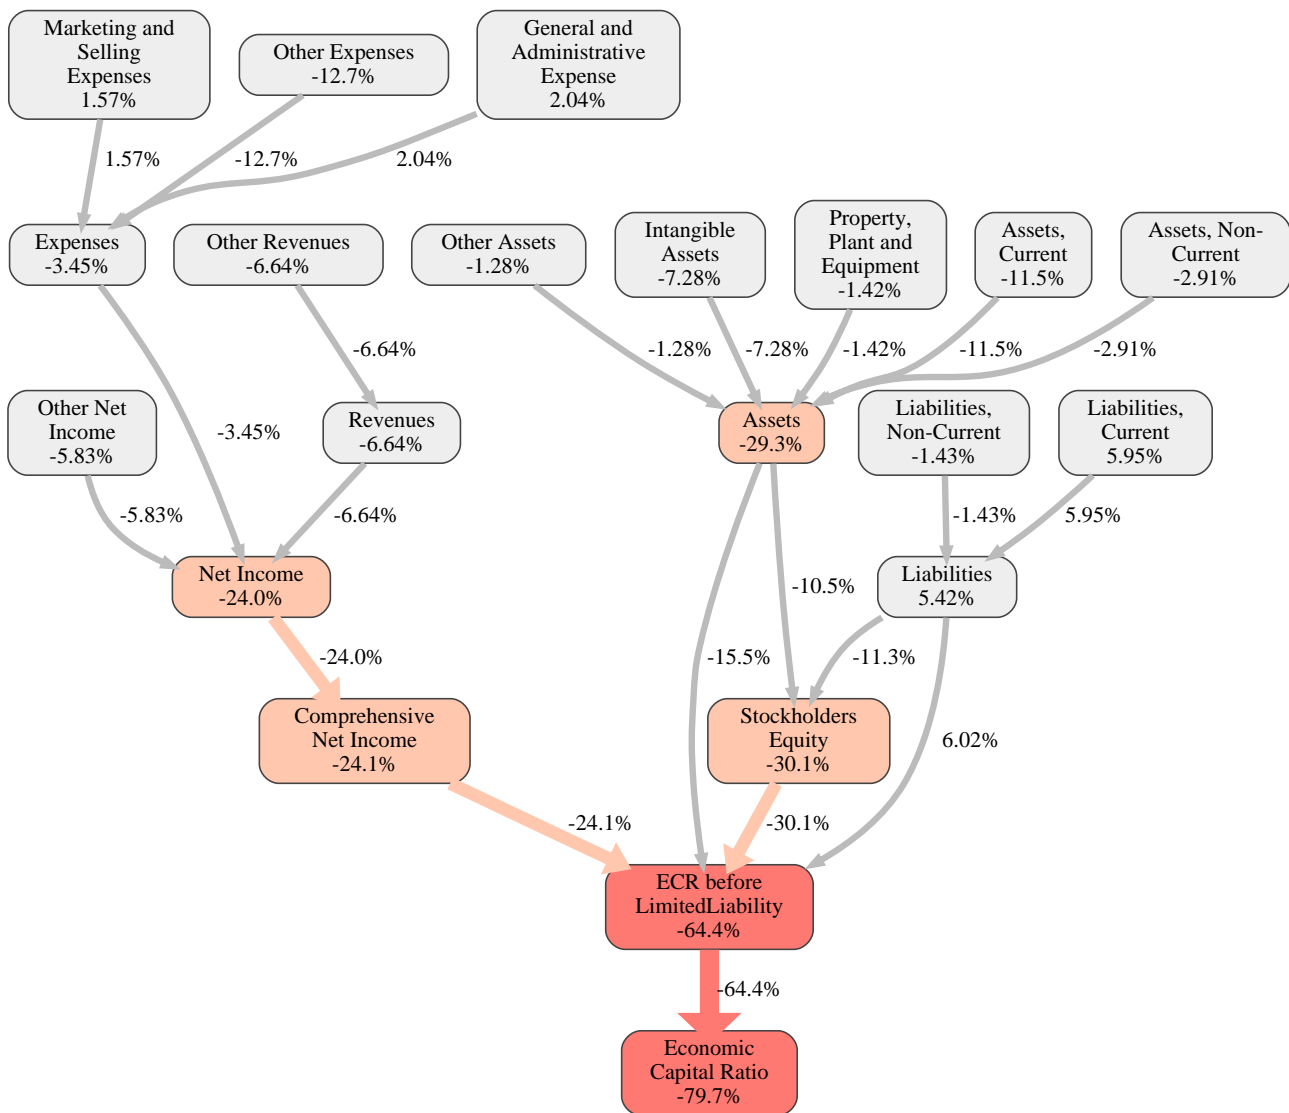 Marketing and
Selling
Expenses
1.57%
Other Expenses
-12.7%
General and
Administrative
Expense
2.04%
1.57%
-12.7%
2.04%
Expenses
-3.45%
Other Revenues
-6.64%
Other Assets
-1.28%
Intangible
Assets
-7.28%
Property,
Plant and
Equipment
-1.42%
Assets,
Current
-11.5%
Assets, Non-
Current
-2.91%
-6.64%
-1.28%
-7.28%
-1.42%
-11.5%
-2.91%
Other Net
Income
-5.83%
-3.45%
Revenues
-6.64%
Assets
-29.3%
Liabilities,
Non-Current
-1.43%
Liabilities,
Current
5.95%
-5.83%
-6.64%
-1.43%
5.95%
Net Income
-24.0%
-10.5%
Liabilities
5.42%
-24.0%
-15.5%
-11.3%
Comprehensive
Net Income
-24.1%
Stockholders
Equity
-30.1%
6.02%
-24.1%
-30.1%
ECR before
LimitedLiability
-64.4%
-64.4%
Economic
Capital Ratio
-79.7%